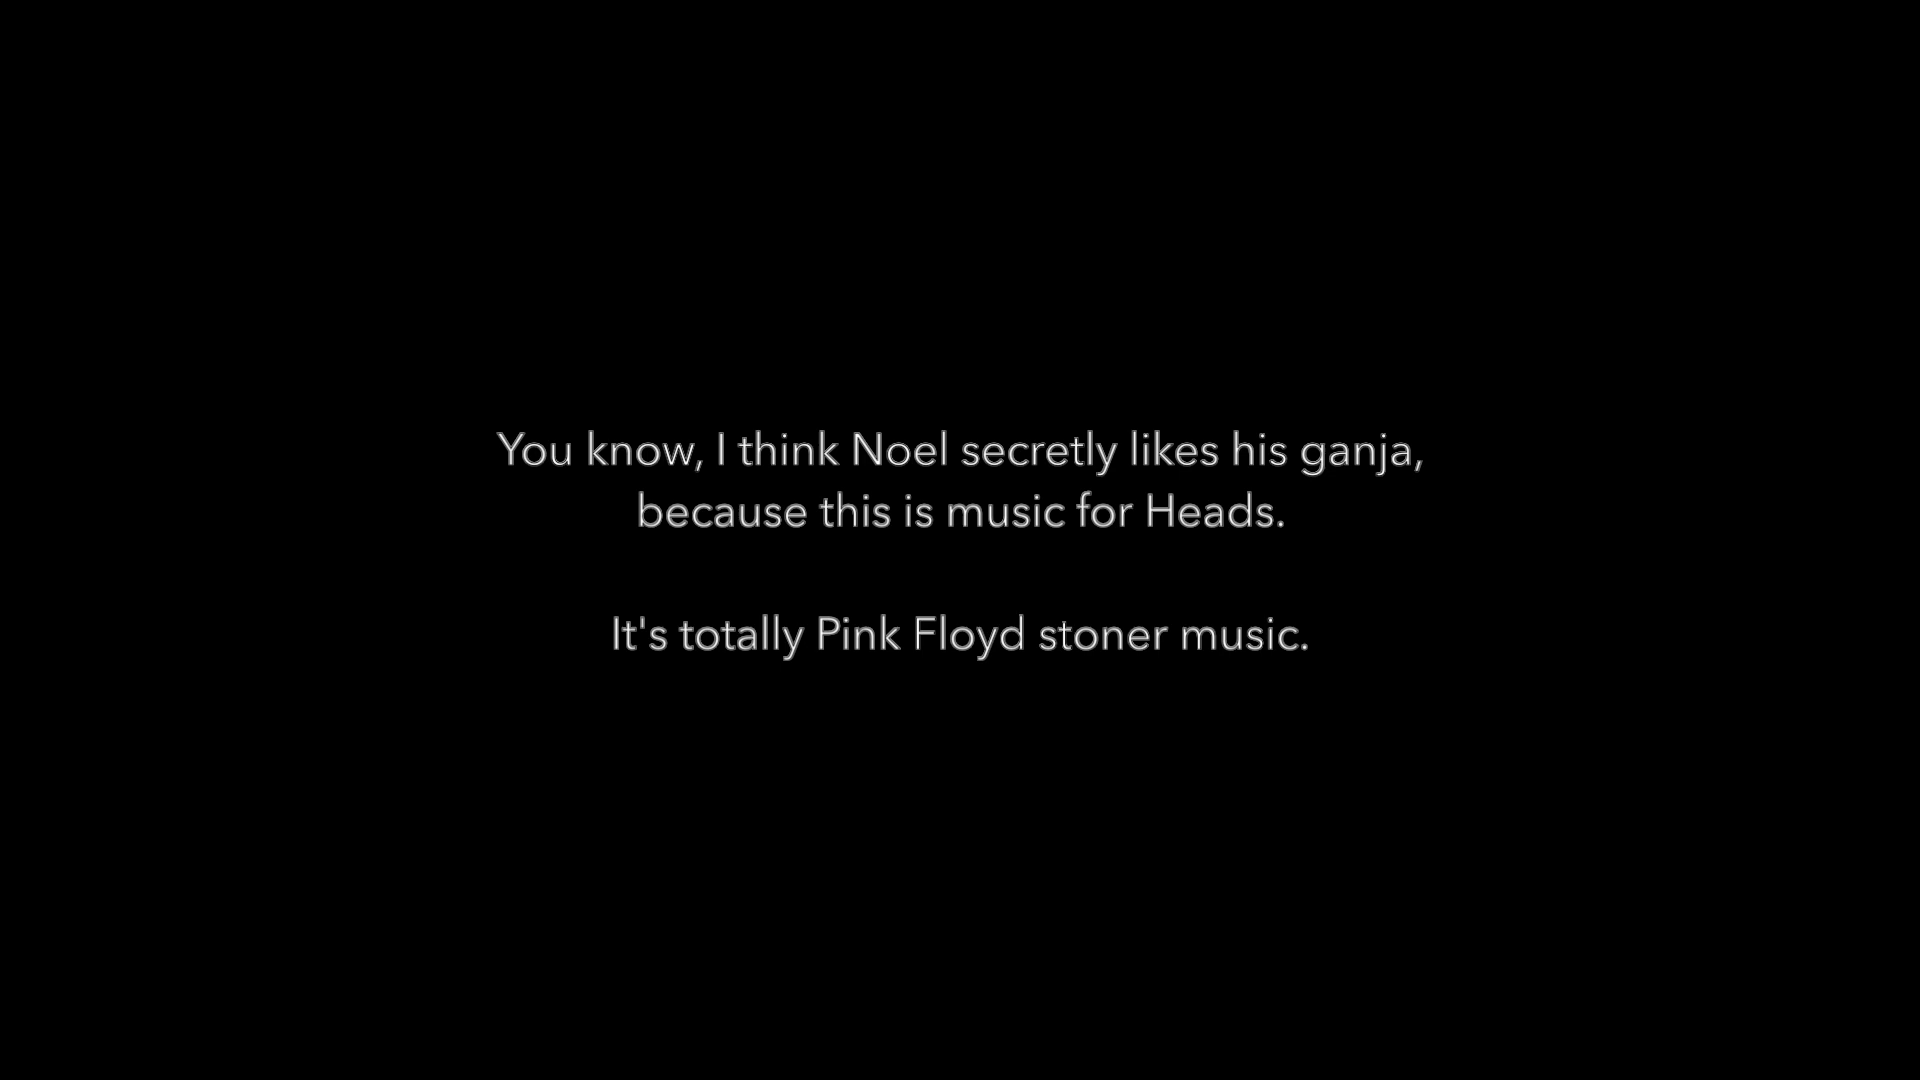 You know, I think Noel secretly likes his ganja,
because this is music for Heads.
It's totally Pink Floyd stoner music.